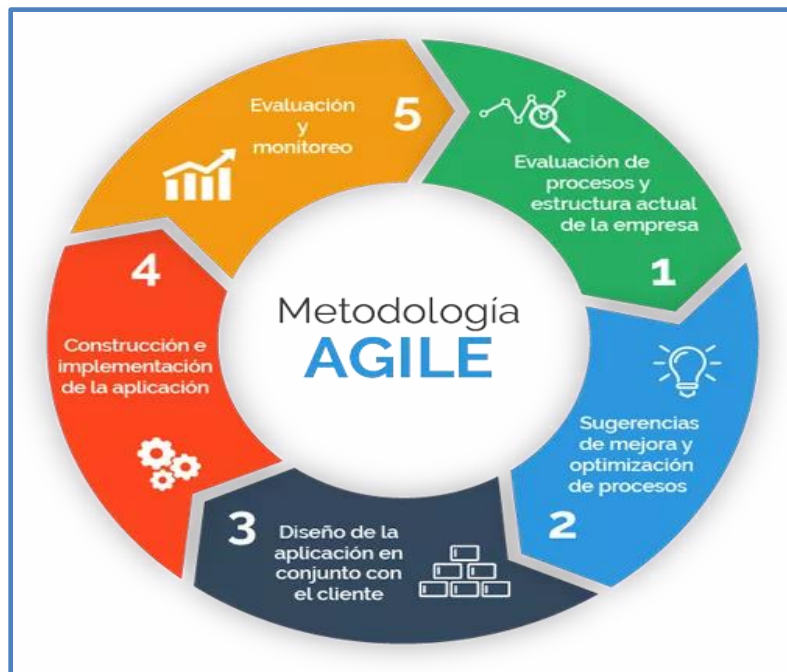 Metodología
AGILE
Evaluación de
procesos y
estructura actual
de la empresa
1
Sugerencias
de mejora y
optimización
de procesos
2
3
Diseño de la
aplicación en
conjunto con
el cliente
4
Construcción e
implementación
de la aplicación
Evaluación
y
monitoreo
5